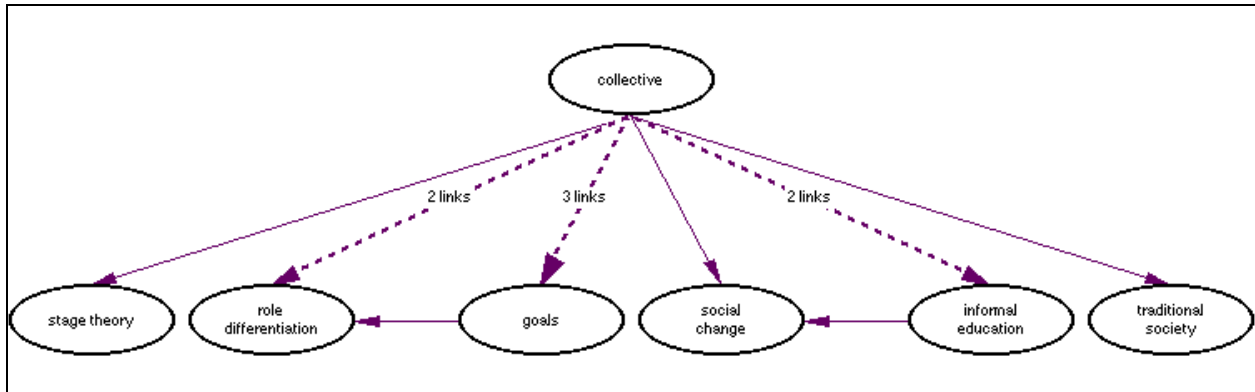 collective
2 links
3 links
2 links
stage theory
role
differentiation
goals
social
change
informal
education
traditional
society